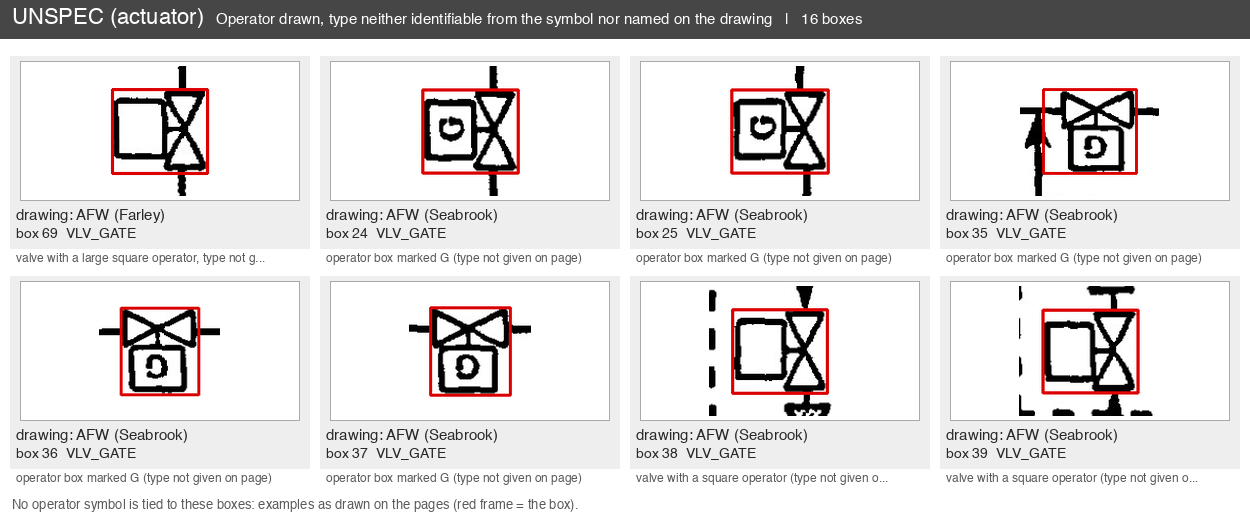 UNSPEC (actuator) Operator drawn, type neither identifiable from the symbol nor named on the drawing | 16 boxes
G G G
drawing: AFW (Farley) drawing: AFW (Seabrook) drawing: AFW (Seabrook) drawing: AFW (Seabrook)
box 69 VLV_GATE box 24 VLV_GATE box 25 VLV_GATE box 35 VLV_GATE
valve with a large square operator, type not g... operator box marked G (type not given on page) operator box marked G (type not given on page) operator box marked G (type not given on page)
G G
drawing: AFW (Seabrook) drawing: AFW (Seabrook) drawing: AFW (Seabrook) drawing: AFW (Seabrook)
box 36 VLV_GATE box 37 VLV_GATE box 38 VLV_GATE box 39 VLV_GATE
operator box marked G (type not given on page) operator box marked G (type not given on page) valve with a square operator (type not given o... valve with a square operator (type not given o...
No operator symbol is tied to these boxes: examples as drawn on the pages (red frame = the box).